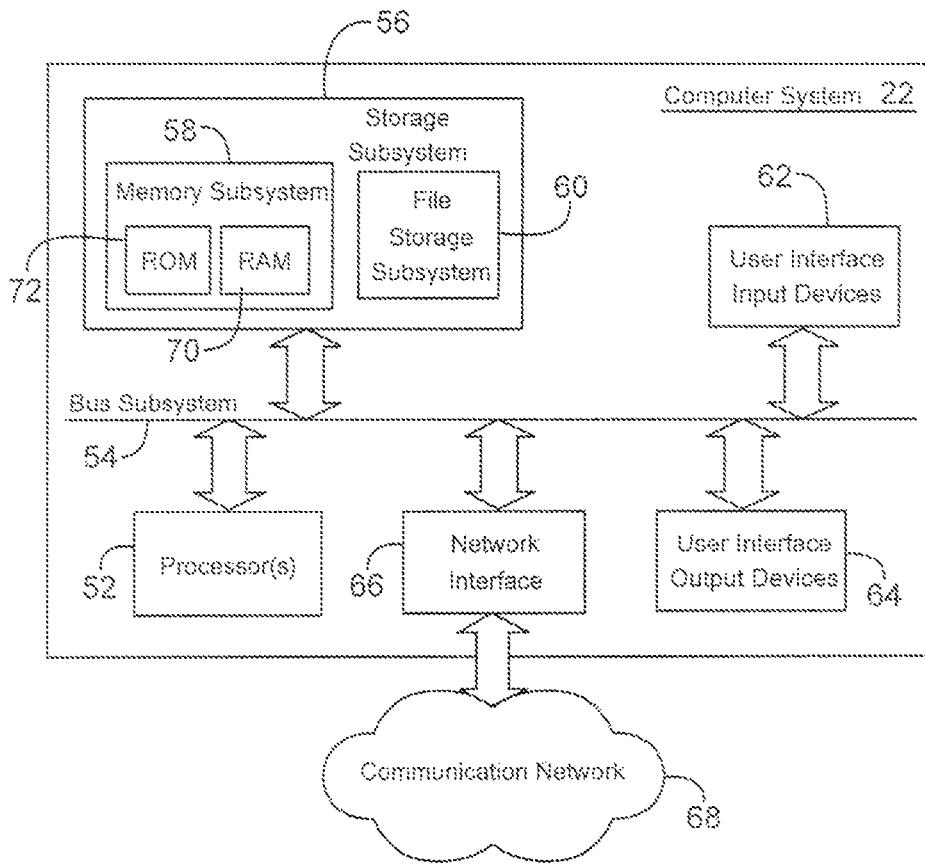 56
Computer System 22
Storage
Subsystem
58
Memory Subsystem
60
File
Storage
Subsystem
62
ROM
RAM
User Interface
Input Devices
72
70
Bus Subsystem
54
Processor(s)
52
Network
Interface
66
User Interface
Output Devices
64
Communication Network
68